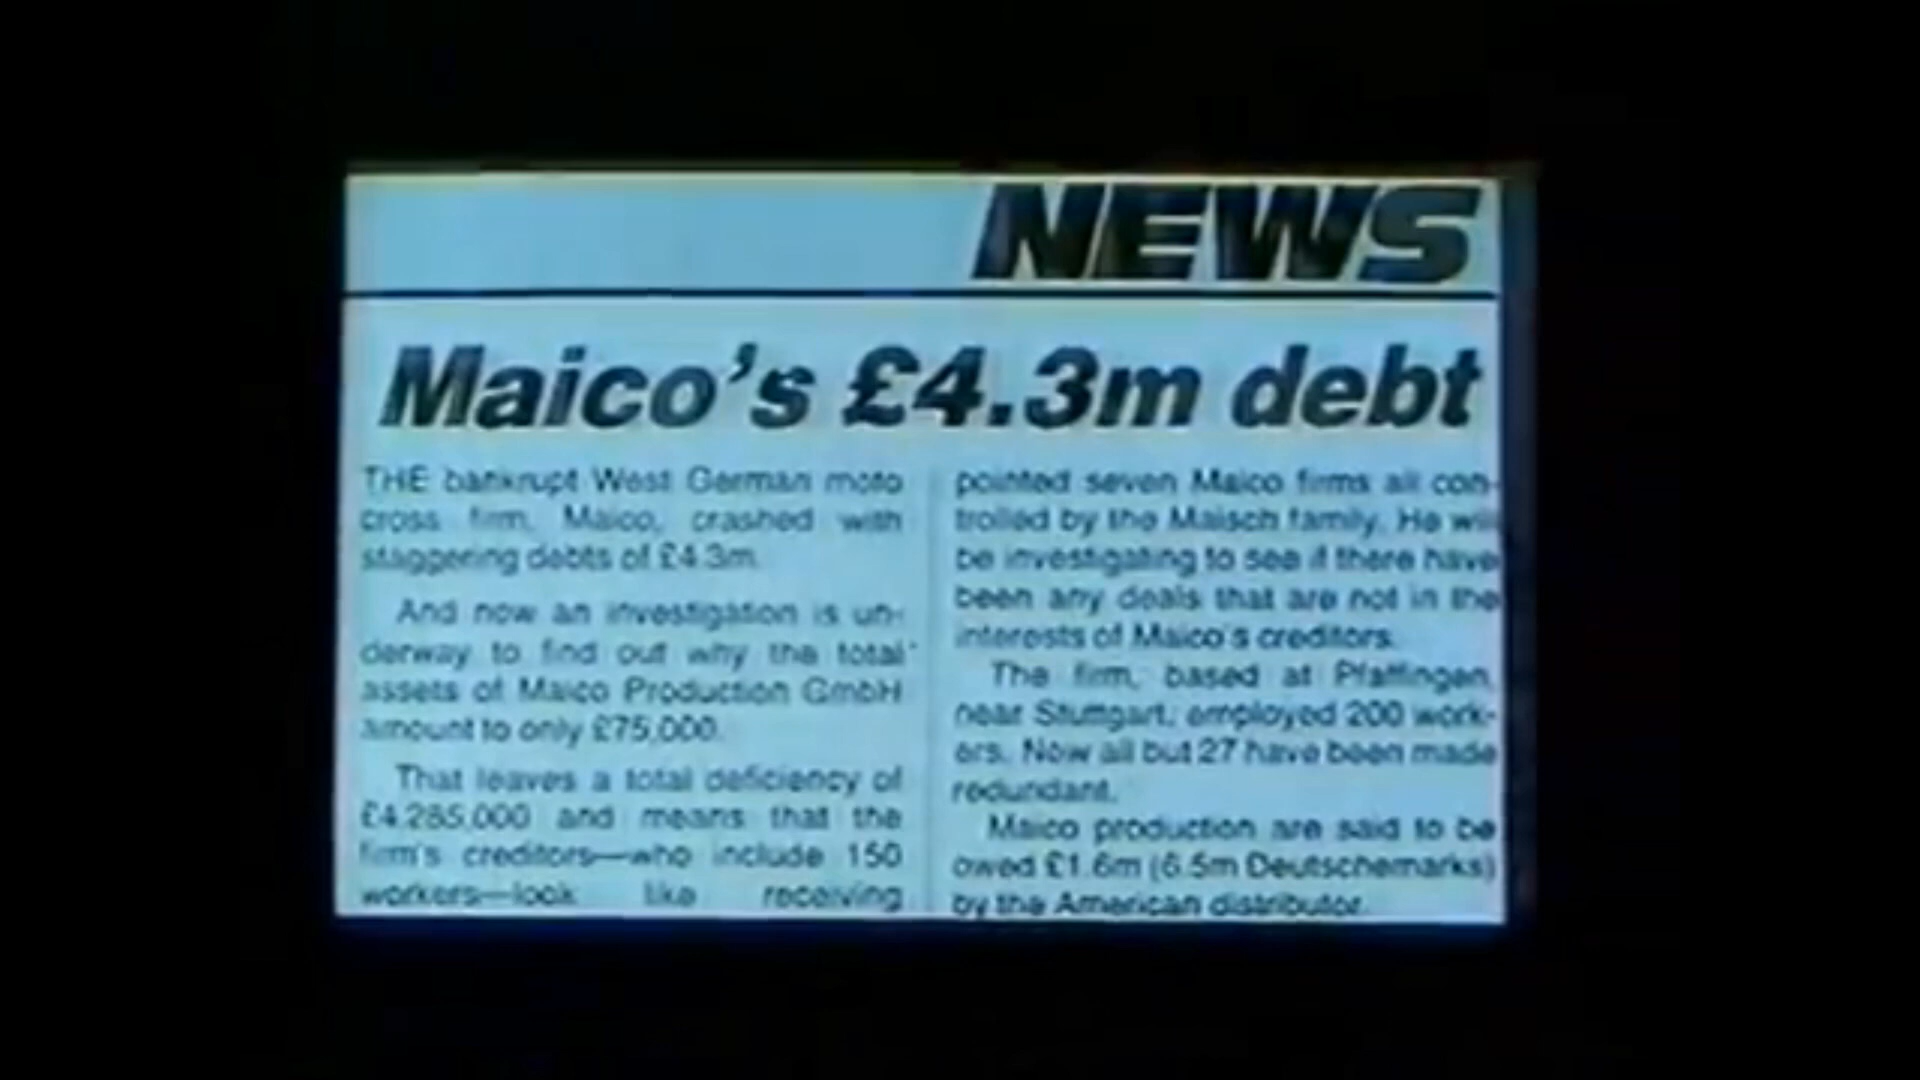 NEWS
Maico's £4.3m debt
THE bankrupt West German moto
cross firm, Maico, crashed with
staggering debts of £4.3m.
And now an investigation is un-
derway to find out why the total
assets of Maico Production GmbH
amount to only £75,000.
That leaves a total deficiency of
£4,285,000 and means that the
firm's creditors—who include 150
workers—look like receiving
pointed seven Maico firms all con-
trolled by the Maisch family. He will
be investigating to see if there have
been any deals that are not in the
interests of Maico's creditors.
The firm, based at Pfaffingen,
near Stuttgart, employed 200 work-
ers. Now all but 27 have been made
redundant.
Maico production are said to be
owed £1.6m (6.5m Deutschemarks)
by the American distributor.